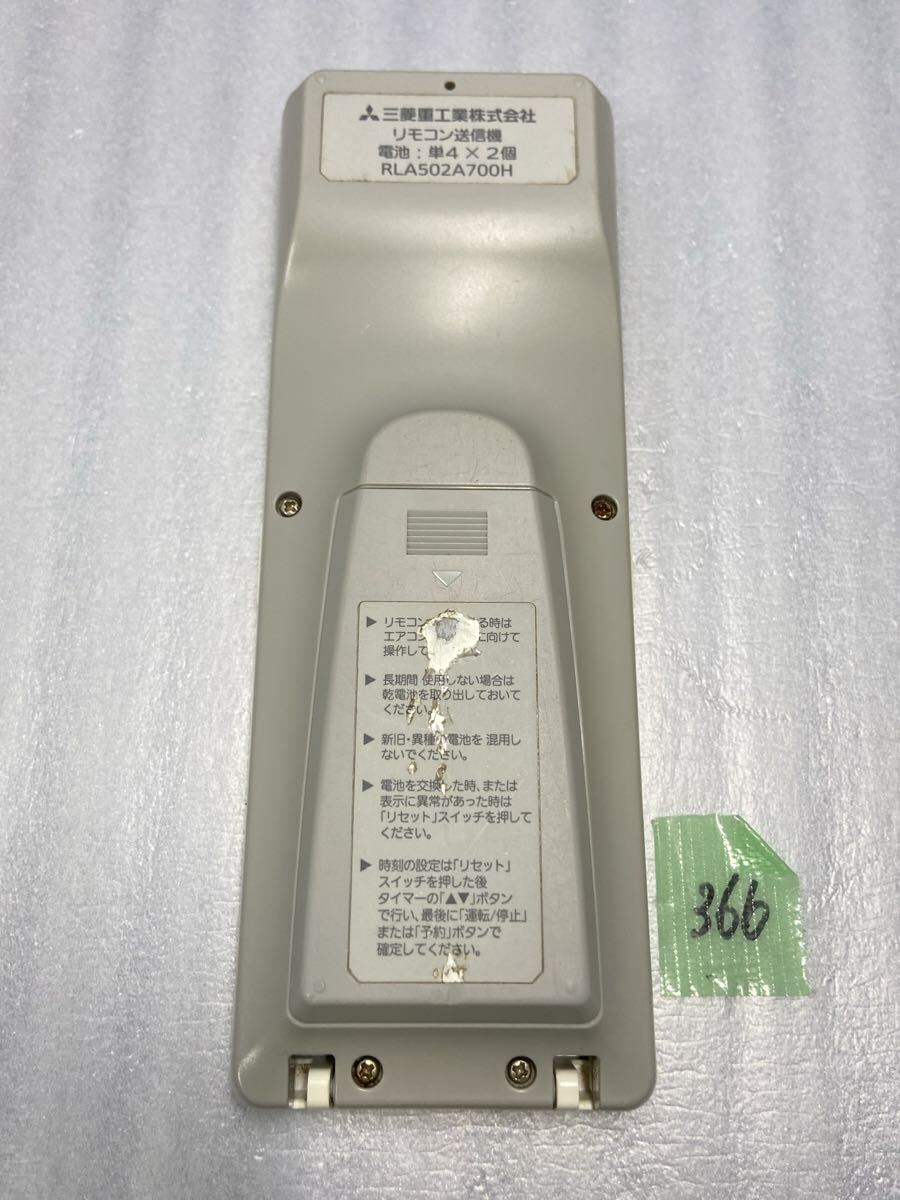 三菱重工業株式会社
リモコン送信機
電池：単4×2個
RLA502A700H
▶ リモコン る時は
エアコン に向けて
操作して
▶ 長期間 使用しない場合は
乾電池を取り出しておいて
ください。
▶ 新旧・異種の電池を 混用し
ないでください。
▶ 電池を交換した時、または
表示に異常があった時は
「リセット」スイッチを押して
ください。
▶ 時刻の設定は「リセット」
スイッチを押した後
タイマーの「▲▼」ボタン
で行い、最後に「運転/停止」
または「予約」ボタンで
確定してください。
366